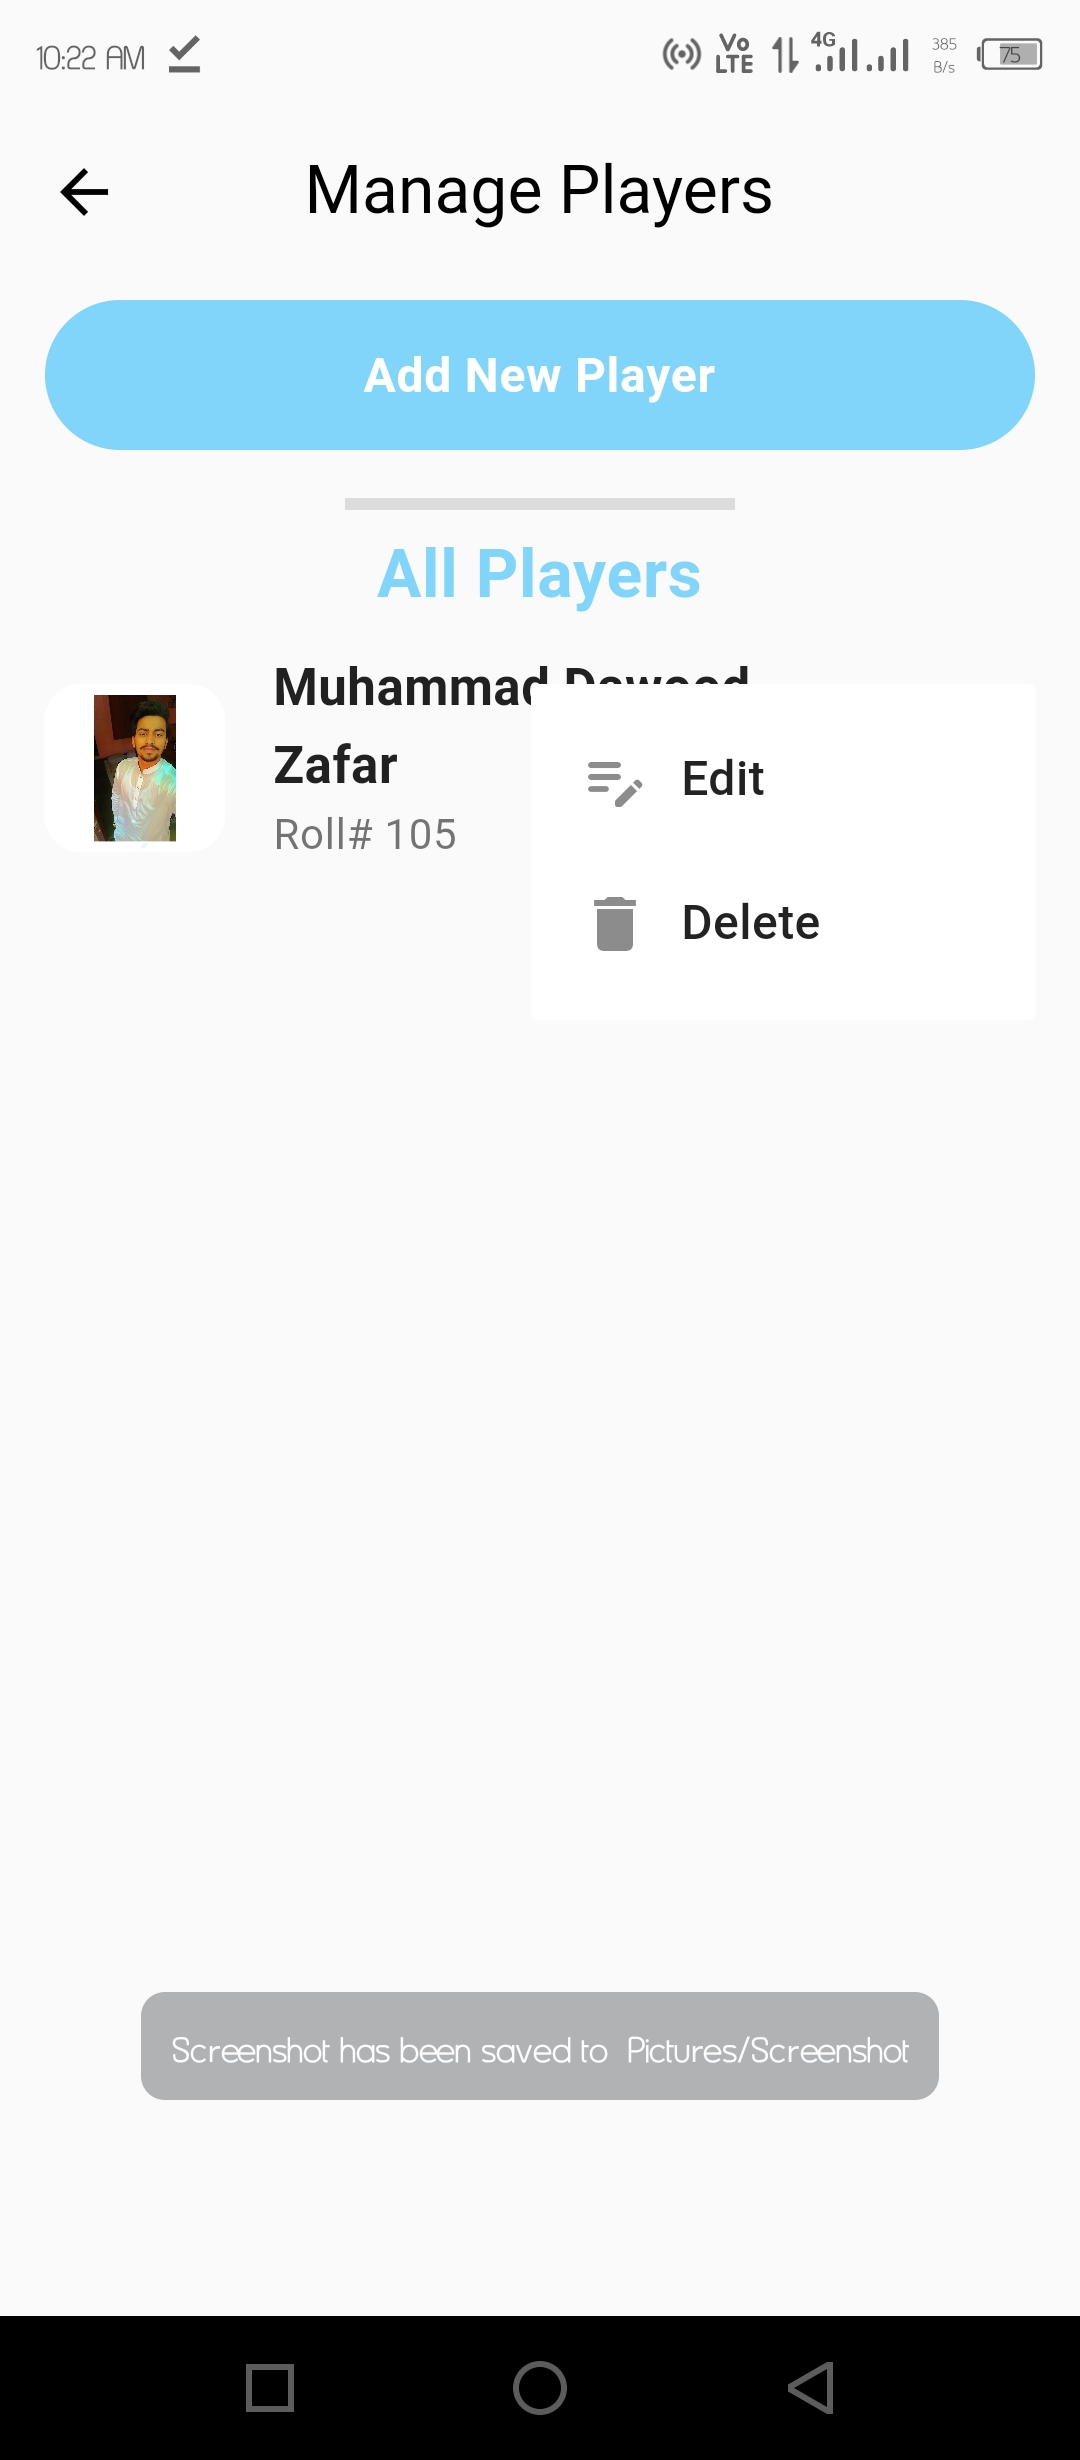 10:22 AM
Vo LTE 4G 385 B/s 75
Manage Players
Add New Player
All Players
Muhammad Dawood
Zafar
Roll# 105
Edit
Delete
Screenshot has been saved to Pictures/Screenshot